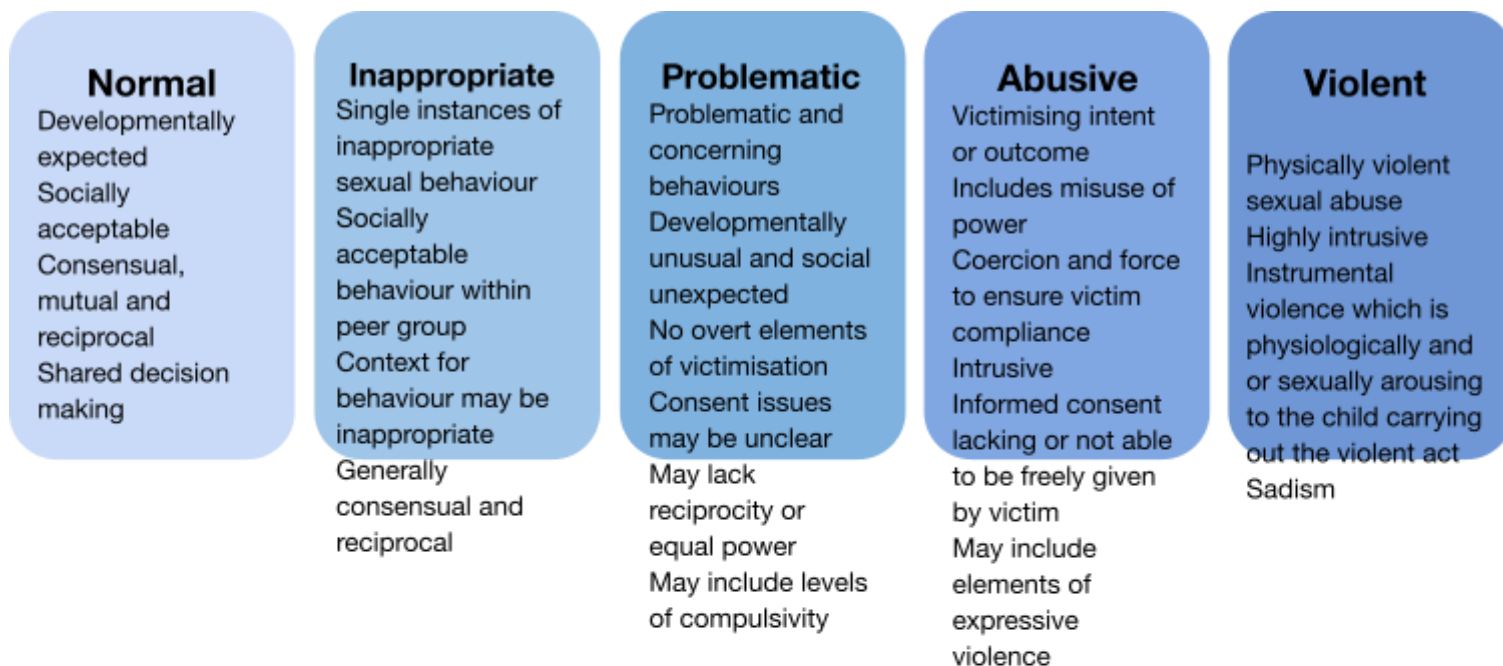 Normal
Developmentally
expected
Socially
acceptable
Consensual,
mutual and
reciprocal
Shared decision
making
Inappropriate
Single instances of
inappropriate
sexual behaviour
Socially
acceptable
behaviour within
peer group
Context for
behaviour may be
inappropriate
Generally
consensual and
reciprocal
Problematic
Problematic and
concerning
behaviours
Developmentally
unusual and social
unexpected
No overt elements
of victimisation
Consent issues
may be unclear
May lack
reciprocity or
equal power
May include levels
of compulsivity
Abusive
Victimising intent
or outcome
Includes misuse of
power
Coercion and force
to ensure victim
compliance
Intrusive
Informed consent
lacking or not able
to be freely given
by victim
May include
elements of
expressive
violence
Violent
Physically violent
sexual abuse
Highly intrusive
Instrumental
violence which is
physiologically and
or sexually arousing
to the child carrying
out the violent act
Sadism